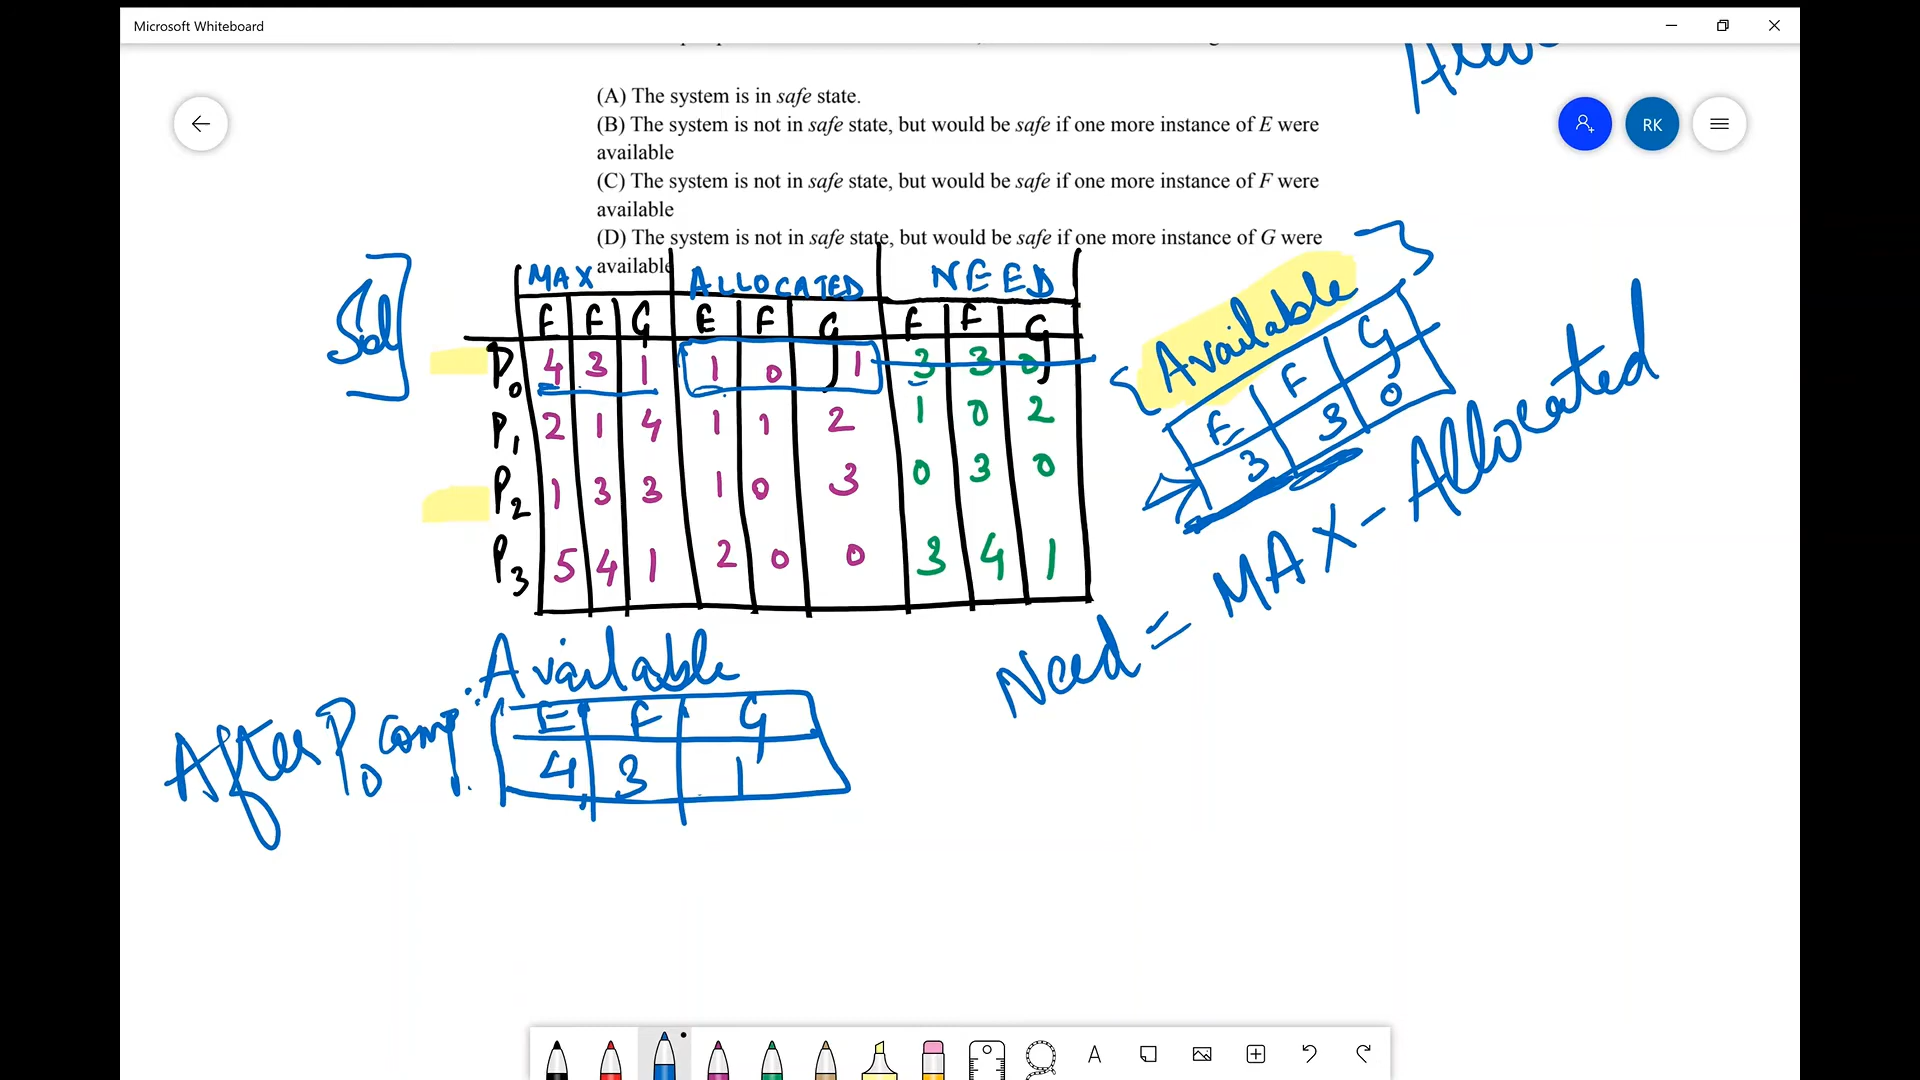 Microsoft Whiteboard
(A) The system is in safe state.
(B) The system is not in safe state, but would be safe if one more instance of E were
available
(C) The system is not in safe state, but would be safe if one more instance of F were
available
(D) The system is not in safe state, but would be safe if one more instance of G were
available
RK
Sol
MAX ALLOCATED NEED
E F G E F G E F G
P0 4 3 1 1 0 1 3 3 0
P1 2 1 4 1 1 2 1 0 2
P2 1 3 3 1 0 3 0 3 0
P3 5 4 1 2 0 0 3 4 1
Available
E F G
3 3 0
Need = MAX - Allocated
After P0 comp. Available
E F G
4 3 1
A